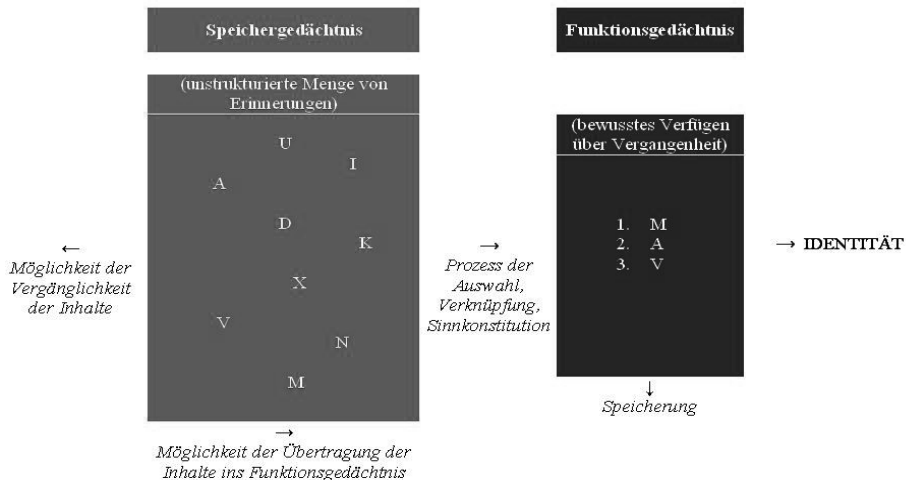 Speichergedächtnis
(unstrukturierte Menge von
Erinnerungen)
U
I
A
D
K
X
V
N
M
←
Möglichkeit der
Vergänglichkeit
der Inhalte
→
Möglichkeit der Übertragung der
Inhalte ins Funktionsgedächtnis
→
Prozess der
Auswahl,
Verknüpfung,
Sinnkonstitution
Funktionsgedächtnis
(bewusstes Verfügen
über Vergangenheit)
1. M
2. A
3. V
↓
Speicherung
→ IDENTITÄT